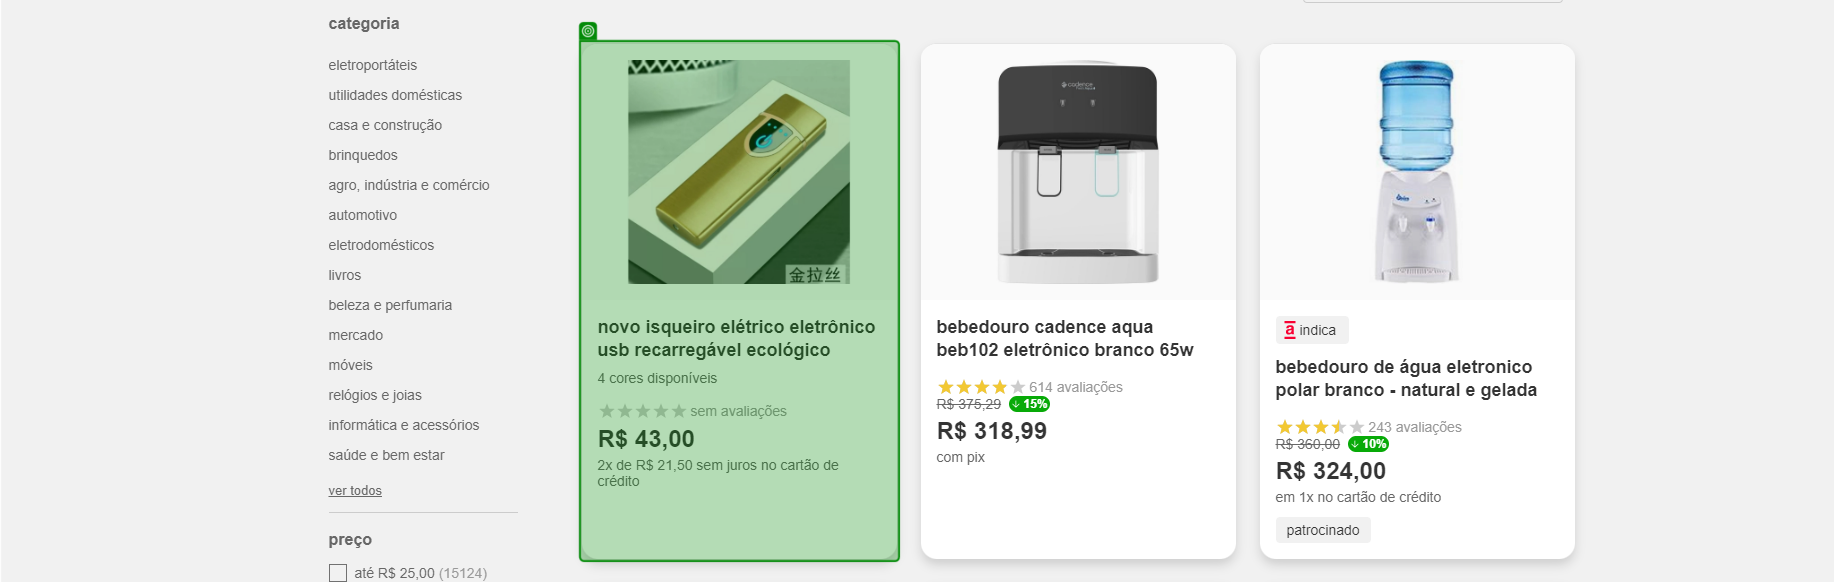 categoria
eletroportáteis
utilidades domésticas
casa e construção
brinquedos
agro, indústria e comércio
automotivo
eletrodomésticos
livros
beleza e perfumaria
mercado
móveis
relógios e joias
informática e acessórios
saúde e bem estar
ver todos
preço
até R$ 25,00 (15124)
金拉丝
novo isqueiro elétrico eletrônico
usb recarregável ecológico
4 cores disponíveis
sem avaliações
R$ 43,00
2x de R$ 21,50 sem juros no cartão de
crédito
cadence
bebedouro cadence aqua
beb102 eletrônico branco 65w
614 avaliações
R$ 375,29 15%
R$ 318,99
com pix
a indica
bebedouro de água eletronico
polar branco - natural e gelada
243 avaliações
R$ 360,00 10%
R$ 324,00
em 1x no cartão de crédito
patrocinado